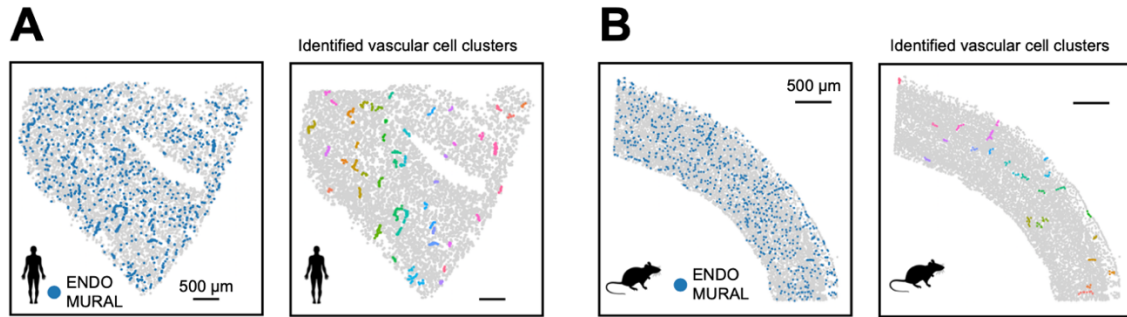 A
Identified vascular cell clusters
ENDO
MURAL
500 μm
B
Identified vascular cell clusters
500 μm
ENDO
MURAL